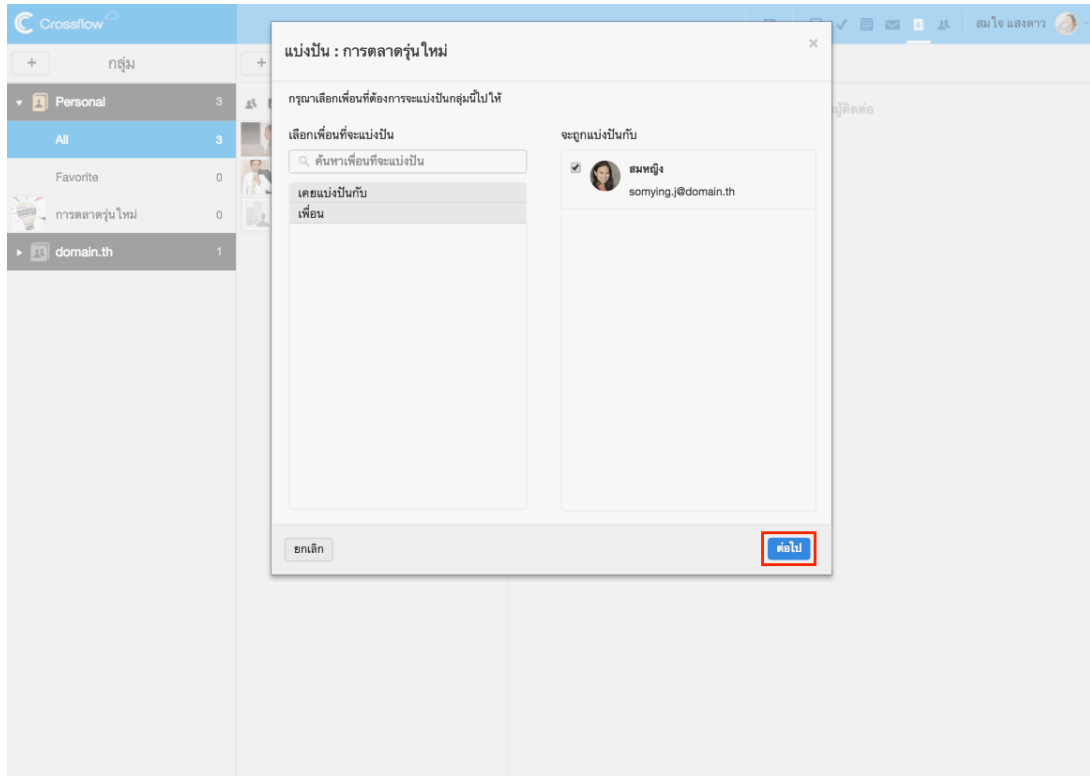 Crossflow
สมใจ แสงดาว
กลุ่ม
Personal 3
All 3
Favorite 0
การตลาดรุ่นใหม่ 0
domain.th 1
แบ่งปัน : การตลาดรุ่นใหม่
กรุณาเลือกเพื่อนที่ต้องการจะแบ่งปันกลุ่มนี้ไปให้
เลือกเพื่อนที่จะแบ่งปัน
ค้นหาเพื่อนที่จะแบ่งปัน
เคยแบ่งปันกับ
เพื่อน
จะถูกแบ่งปันกับ
สมหญิง
somying.j@domain.th
ยกเลิก
ต่อไป